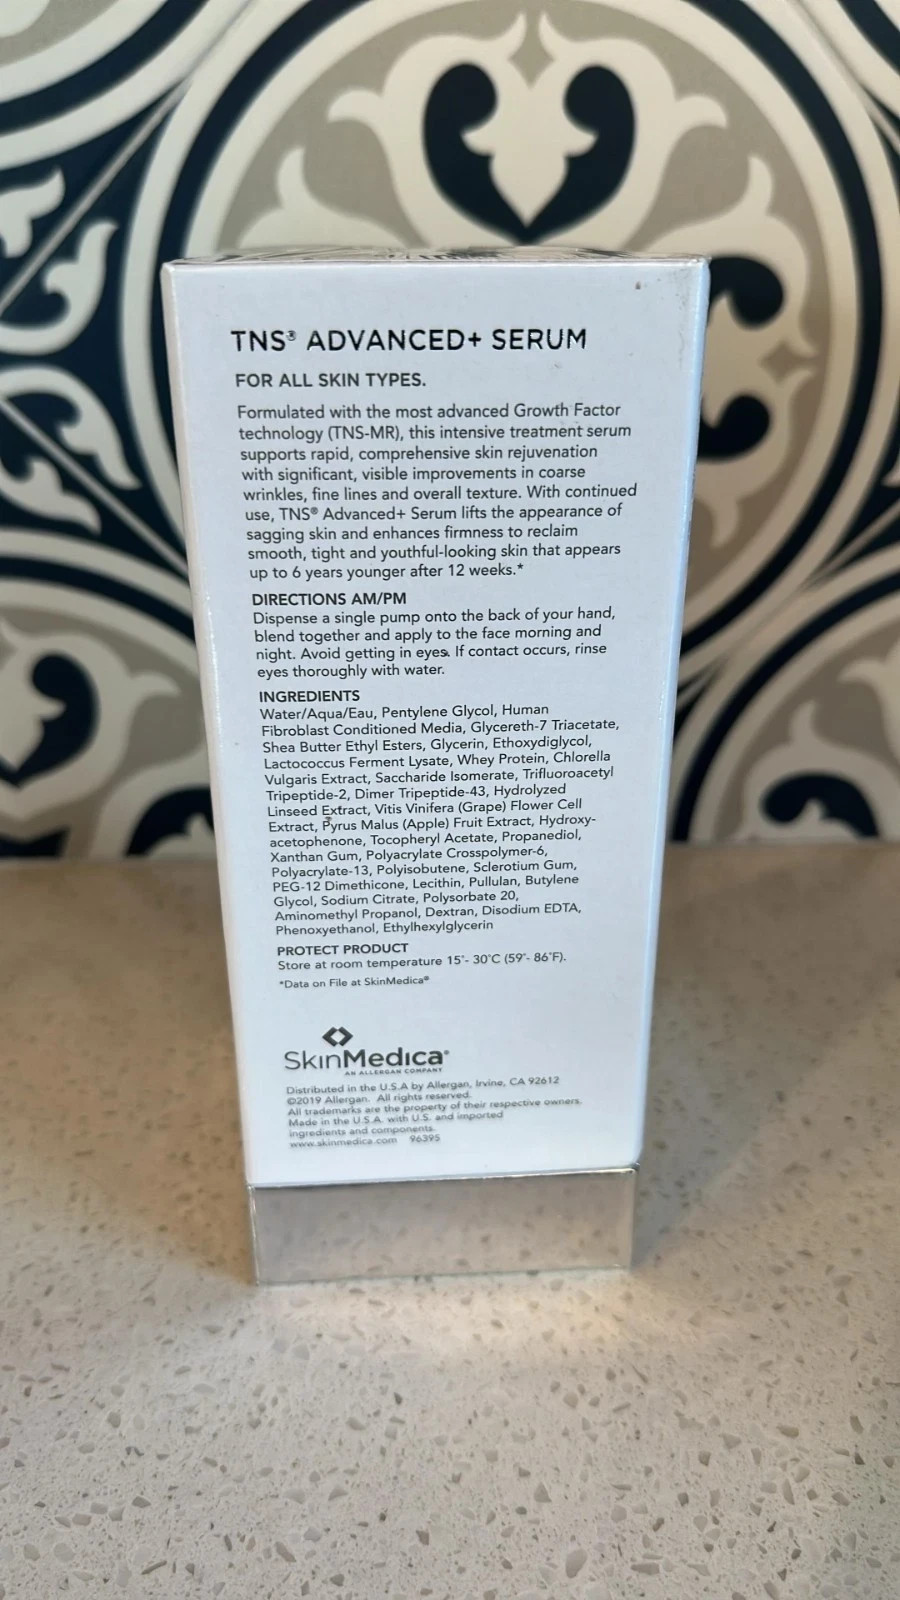 TNS® ADVANCED+ SERUM
FOR ALL SKIN TYPES.
Formulated with the most advanced Growth Factor
technology (TNS-MR), this intensive treatment serum
supports rapid, comprehensive skin rejuvenation
with significant, visible improvements in coarse
wrinkles, fine lines and overall texture. With continued
use, TNS® Advanced+ Serum lifts the appearance of
sagging skin and enhances firmness to reclaim
smooth, tight and youthful-looking skin that appears
up to 6 years younger after 12 weeks.*
DIRECTIONS AM/PM
Dispense a single pump onto the back of your hand,
blend together and apply to the face morning and
night. Avoid getting in eyes. If contact occurs, rinse
eyes thoroughly with water.
INGREDIENTS
Water/Aqua/Eau, Pentylene Glycol, Human
Fibroblast Conditioned Media, Glycereth-7 Triacetate,
Shea Butter Ethyl Esters, Glycerin, Ethoxydiglycol,
Lactococcus Ferment Lysate, Whey Protein, Chlorella
Vulgaris Extract, Saccharide Isomerate, Trifluoroacetyl
Tripeptide-2, Dimer Tripeptide-43, Hydrolyzed
Linseed Extract, Vitis Vinifera (Grape) Flower Cell
Extract, Pyrus Malus (Apple) Fruit Extract, Hydroxy-
acetophenone, Tocopheryl Acetate, Propanediol,
Xanthan Gum, Polyacrylate Crosspolymer-6,
Polyacrylate-13, Polyisobutene, Sclerotium Gum,
PEG-12 Dimethicone, Lecithin, Pullulan, Butylene
Glycol, Sodium Citrate, Polysorbate 20,
Aminomethyl Propanol, Dextran, Disodium EDTA,
Phenoxyethanol, Ethylhexylglycerin
PROTECT PRODUCT
Store at room temperature 15°- 30°C (59°- 86°F).
*Data on File at SkinMedica®
SkinMedica®
AN ALLERGAN COMPANY
Distributed in the U.S.A by Allergan, Irvine, CA 92612
©2019 Allergan. All rights reserved.
All trademarks are the property of their respective owners.
Made in the U.S.A. with U.S. and imported
ingredients and components.
www.skinmedica.com 96395